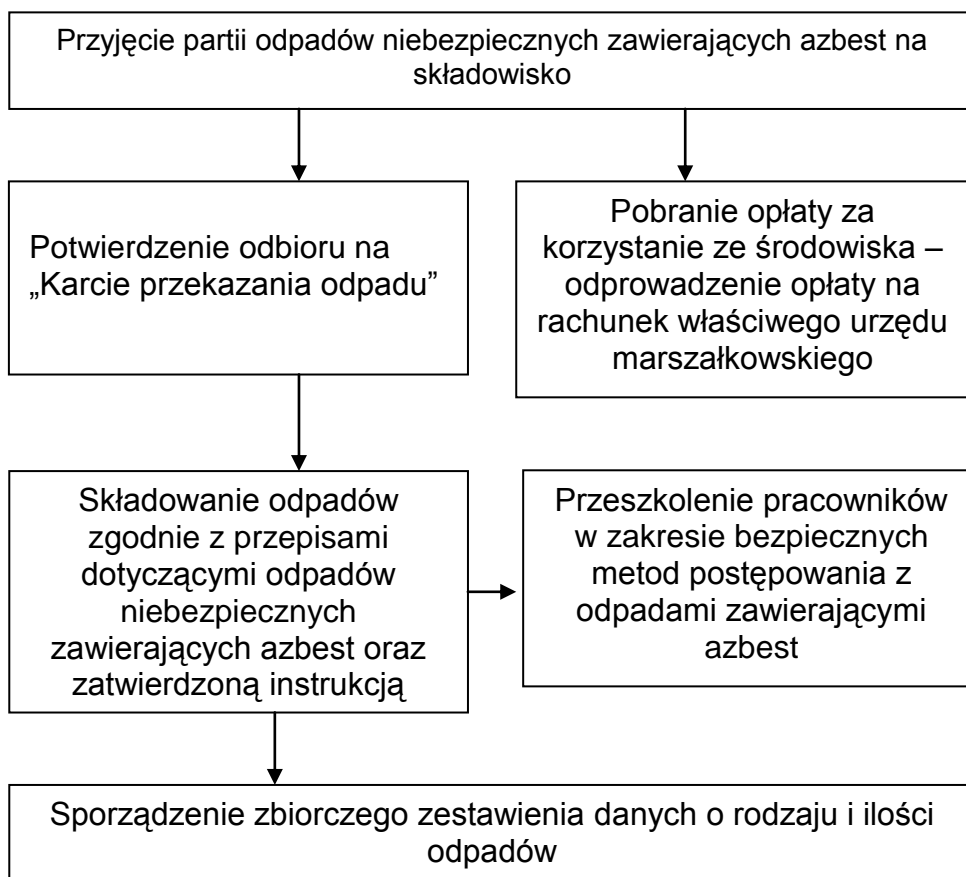 Przyjęcie partii odpadów niebezpiecznych zawierających azbest na
składowisko
Potwierdzenie odbioru na
„Karcie przekazania odpadu”
Pobranie opłaty za
korzystanie ze środowiska –
odprowadzenie opłaty na
rachunek właściwego urzędu
marszałkowskiego
Składowanie odpadów
zgodnie z przepisami
dotyczącymi odpadów
niebezpiecznych
zawierających azbest oraz
zatwierdzoną instrukcją
Przeszkolenie pracowników
w zakresie bezpiecznych
metod postępowania z
odpadami zawierającymi
azbest
Sporządzenie zbiorczego zestawienia danych o rodzaju i ilości
odpadów